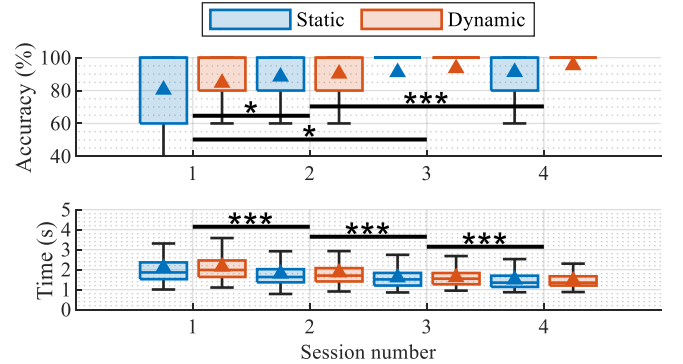 Static Dynamic
Accuracy (%)
100
80
60
40
***
*
*
1 2 3 4
Time (s)
5
4
3
2
1
0
***
***
***
1 2 3 4
Session number